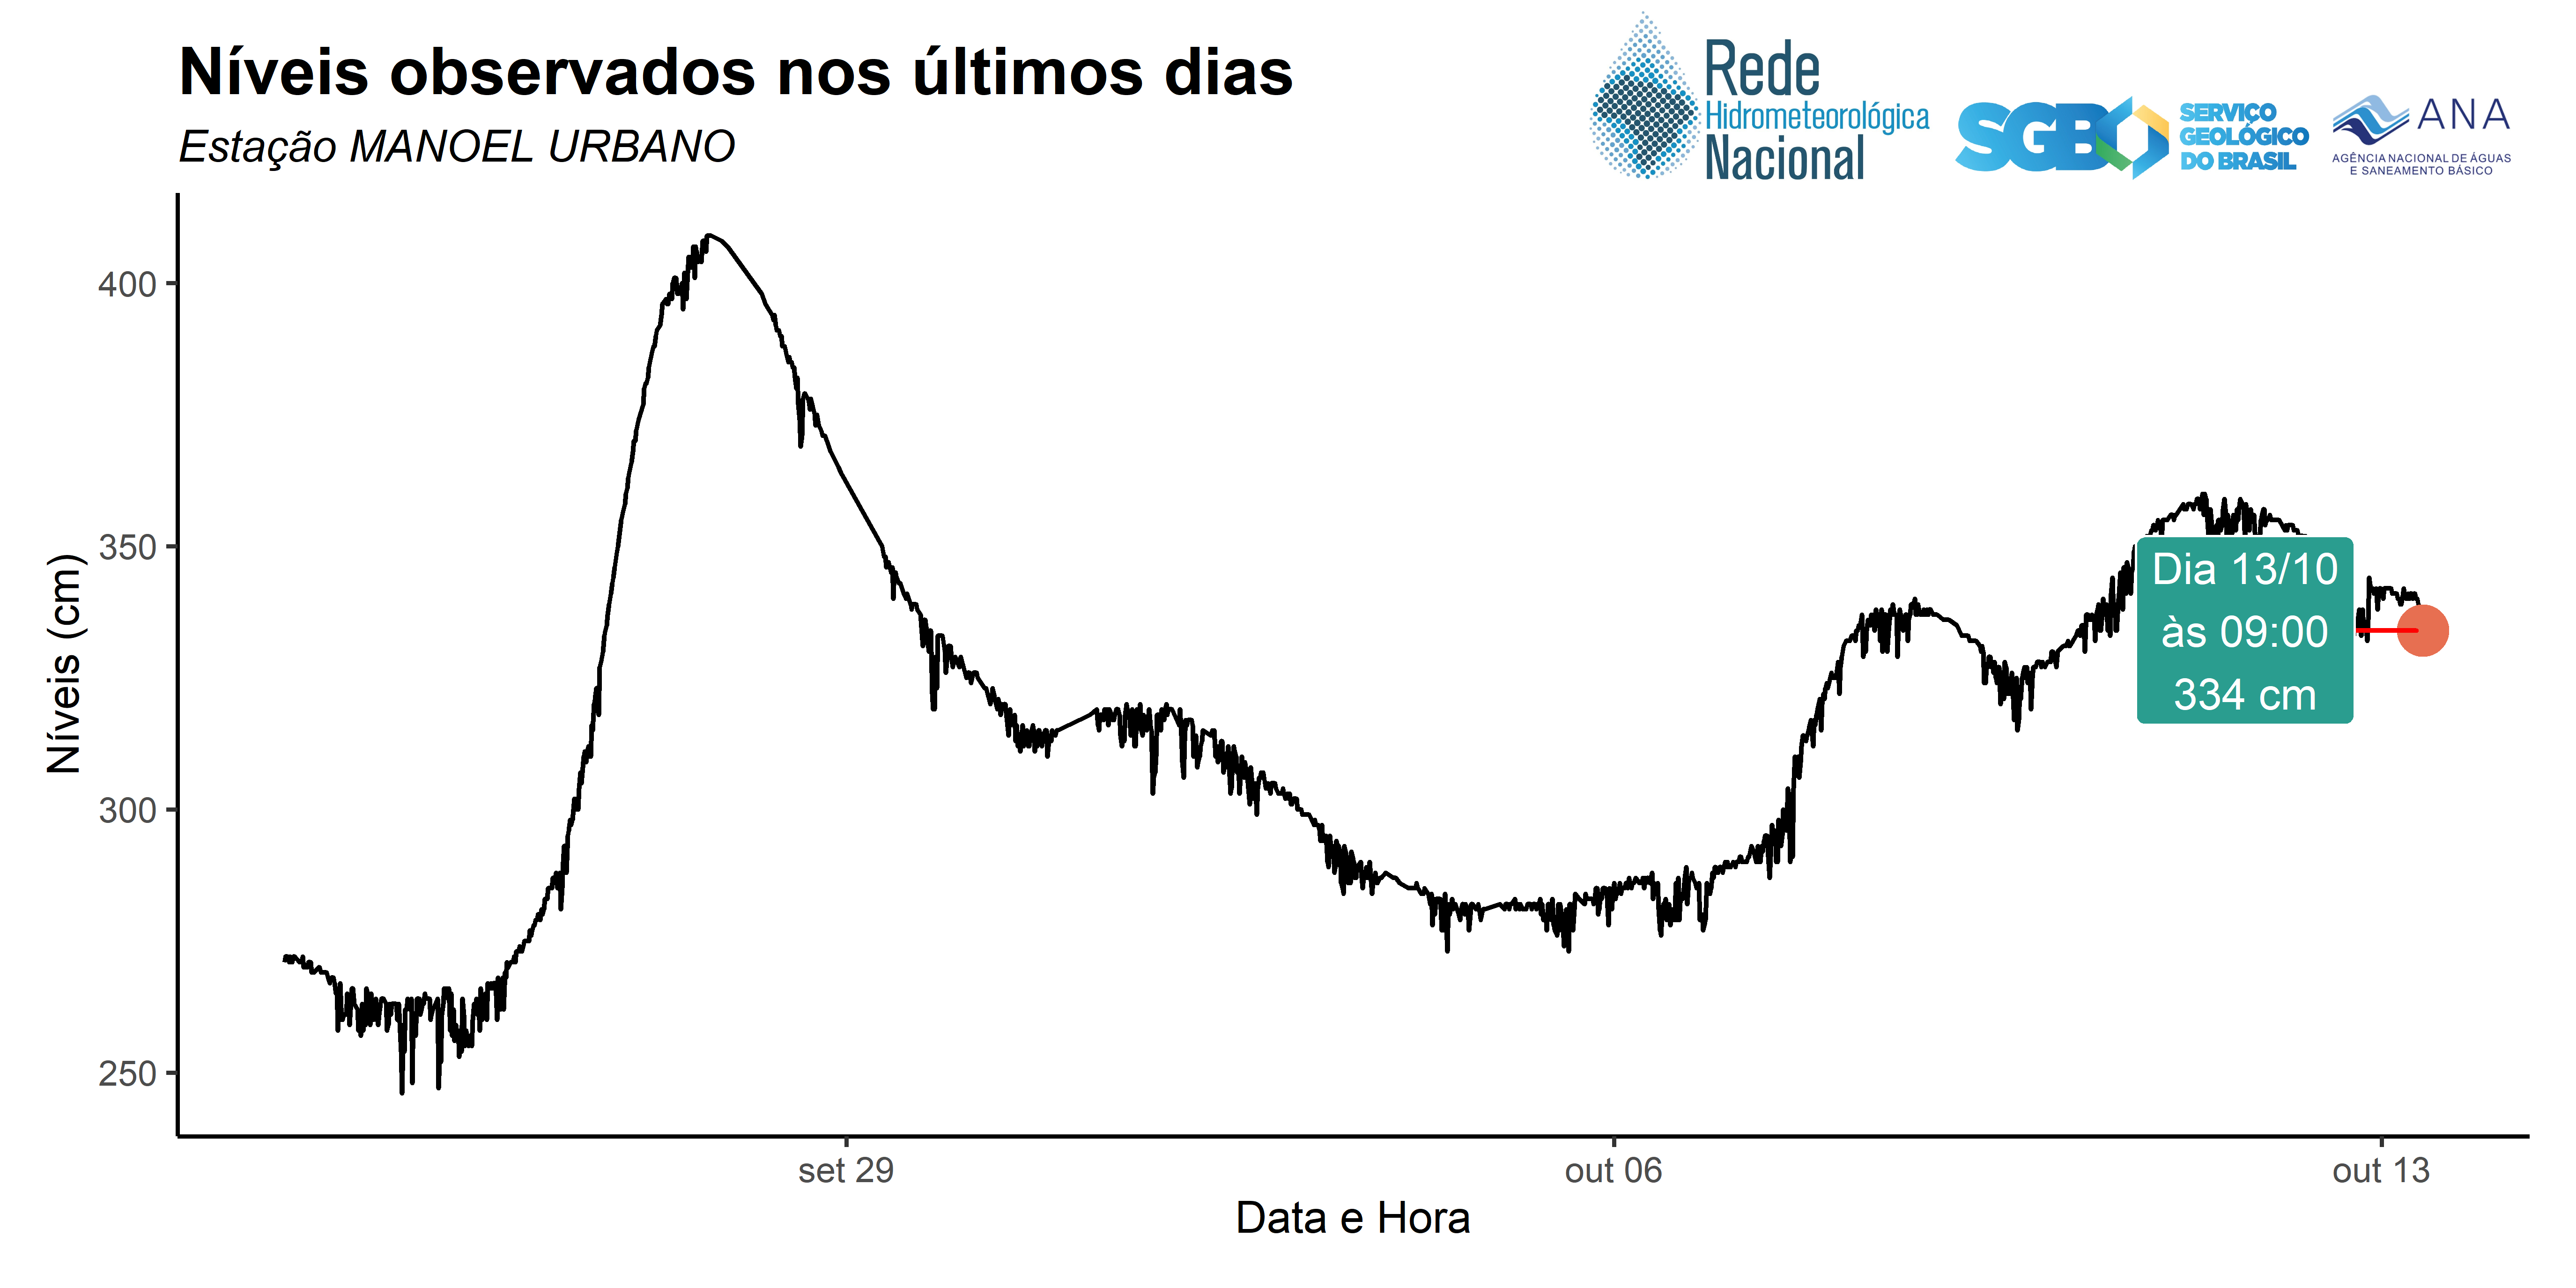 Níveis observados nos últimos dias
Estação MANOEL URBANO
Rede
Hidrometeorológica
Nacional
SGB
SERVIÇO
GEOLÓGICO
DO BRASIL
ANA
AGÊNCIA NACIONAL DE ÁGUAS
E SANEAMENTO BÁSICO
Níveis (cm)
400
350
300
250
Dia 13/10
às 09:00
334 cm
set 29
out 06
out 13
Data e Hora